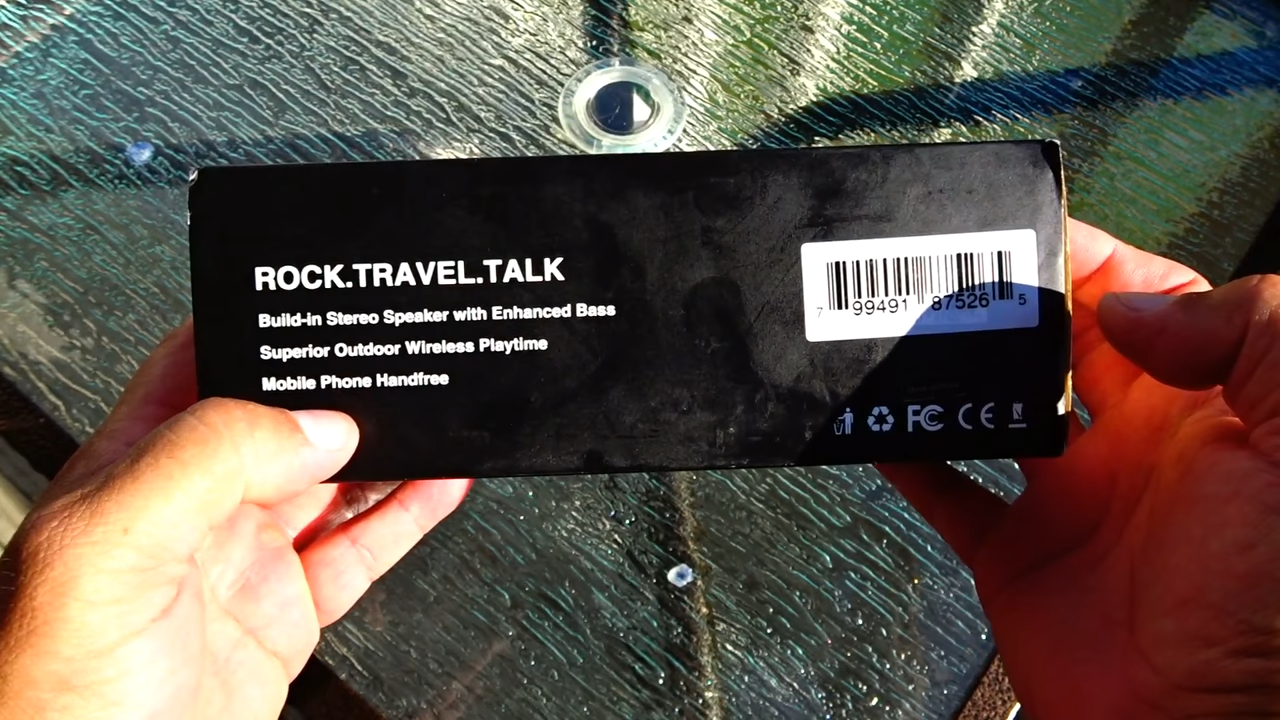 ROCK.TRAVEL.TALK
Build-in Stereo Speaker with Enhanced Bass
Superior Outdoor Wireless Playtime
Mobile Phone Handfree
7 99491 87526 5
FC CE